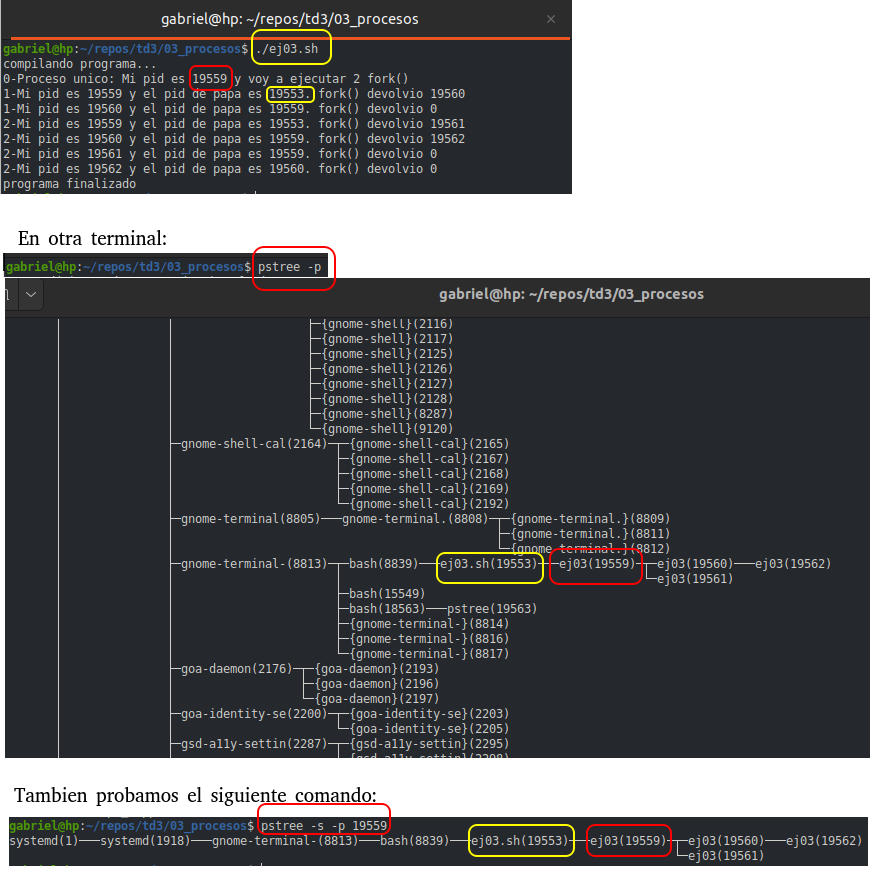 gabriel@hp: ~/repos/td3/03_procesos
gabriel@hp:~/repos/td3/03_procesos$ ./ej03.sh
compilando programa...
0-Proceso unico: Mi pid es 19559 y voy a ejecutar 2 fork()
1-Mi pid es 19559 y el pid de papa es 19553. fork() devolvio 19560
1-Mi pid es 19560 y el pid de papa es 19559. fork() devolvio 0
2-Mi pid es 19559 y el pid de papa es 19553. fork() devolvio 19561
2-Mi pid es 19560 y el pid de papa es 19559. fork() devolvio 19562
2-Mi pid es 19561 y el pid de papa es 19559. fork() devolvio 0
2-Mi pid es 19562 y el pid de papa es 19560. fork() devolvio 0
programa finalizado
En otra terminal:
gabriel@hp:~/repos/td3/03_procesos$ pstree -p
gabriel@hp: ~/repos/td3/03_procesos
├─{gnome-shell}(2116)
├─{gnome-shell}(2117)
├─{gnome-shell}(2125)
├─{gnome-shell}(2126)
├─{gnome-shell}(2127)
├─{gnome-shell}(2128)
├─{gnome-shell}(8287)
└─{gnome-shell}(9120)
├─gnome-shell-cal(2164)─┬─{gnome-shell-cal}(2165)
├─{gnome-shell-cal}(2167)
├─{gnome-shell-cal}(2168)
├─{gnome-shell-cal}(2169)
└─{gnome-shell-cal}(2192)
├─gnome-terminal(8805)───gnome-terminal.(8808)─┬─{gnome-terminal.}(8809)
├─{gnome-terminal.}(8811)
└─{gnome-terminal.}(8812)
├─gnome-terminal-(8813)─┬─bash(8839)───ej03.sh(19553)───ej03(19559)─┬─ej03(19560)───ej03(19562)
└─ej03(19561)
├─bash(15549)
├─bash(18563)───pstree(19563)
├─{gnome-terminal-}(8814)
├─{gnome-terminal-}(8816)
└─{gnome-terminal-}(8817)
├─goa-daemon(2176)─┬─{goa-daemon}(2193)
├─{goa-daemon}(2196)
└─{goa-daemon}(2197)
├─goa-identity-se(2200)─┬─{goa-identity-se}(2203)
└─{goa-identity-se}(2205)
├─gsd-a11y-settin(2287)─┬─{gsd-a11y-settin}(2295)
Tambien probamos el siguiente comando:
gabriel@hp:~/repos/td3/03_procesos$ pstree -s -p 19559
systemd(1)───systemd(1918)───gnome-terminal-(8813)───bash(8839)───ej03.sh(19553)───ej03(19559)─┬─ej03(19560)───ej03(19562)
└─ej03(19561)